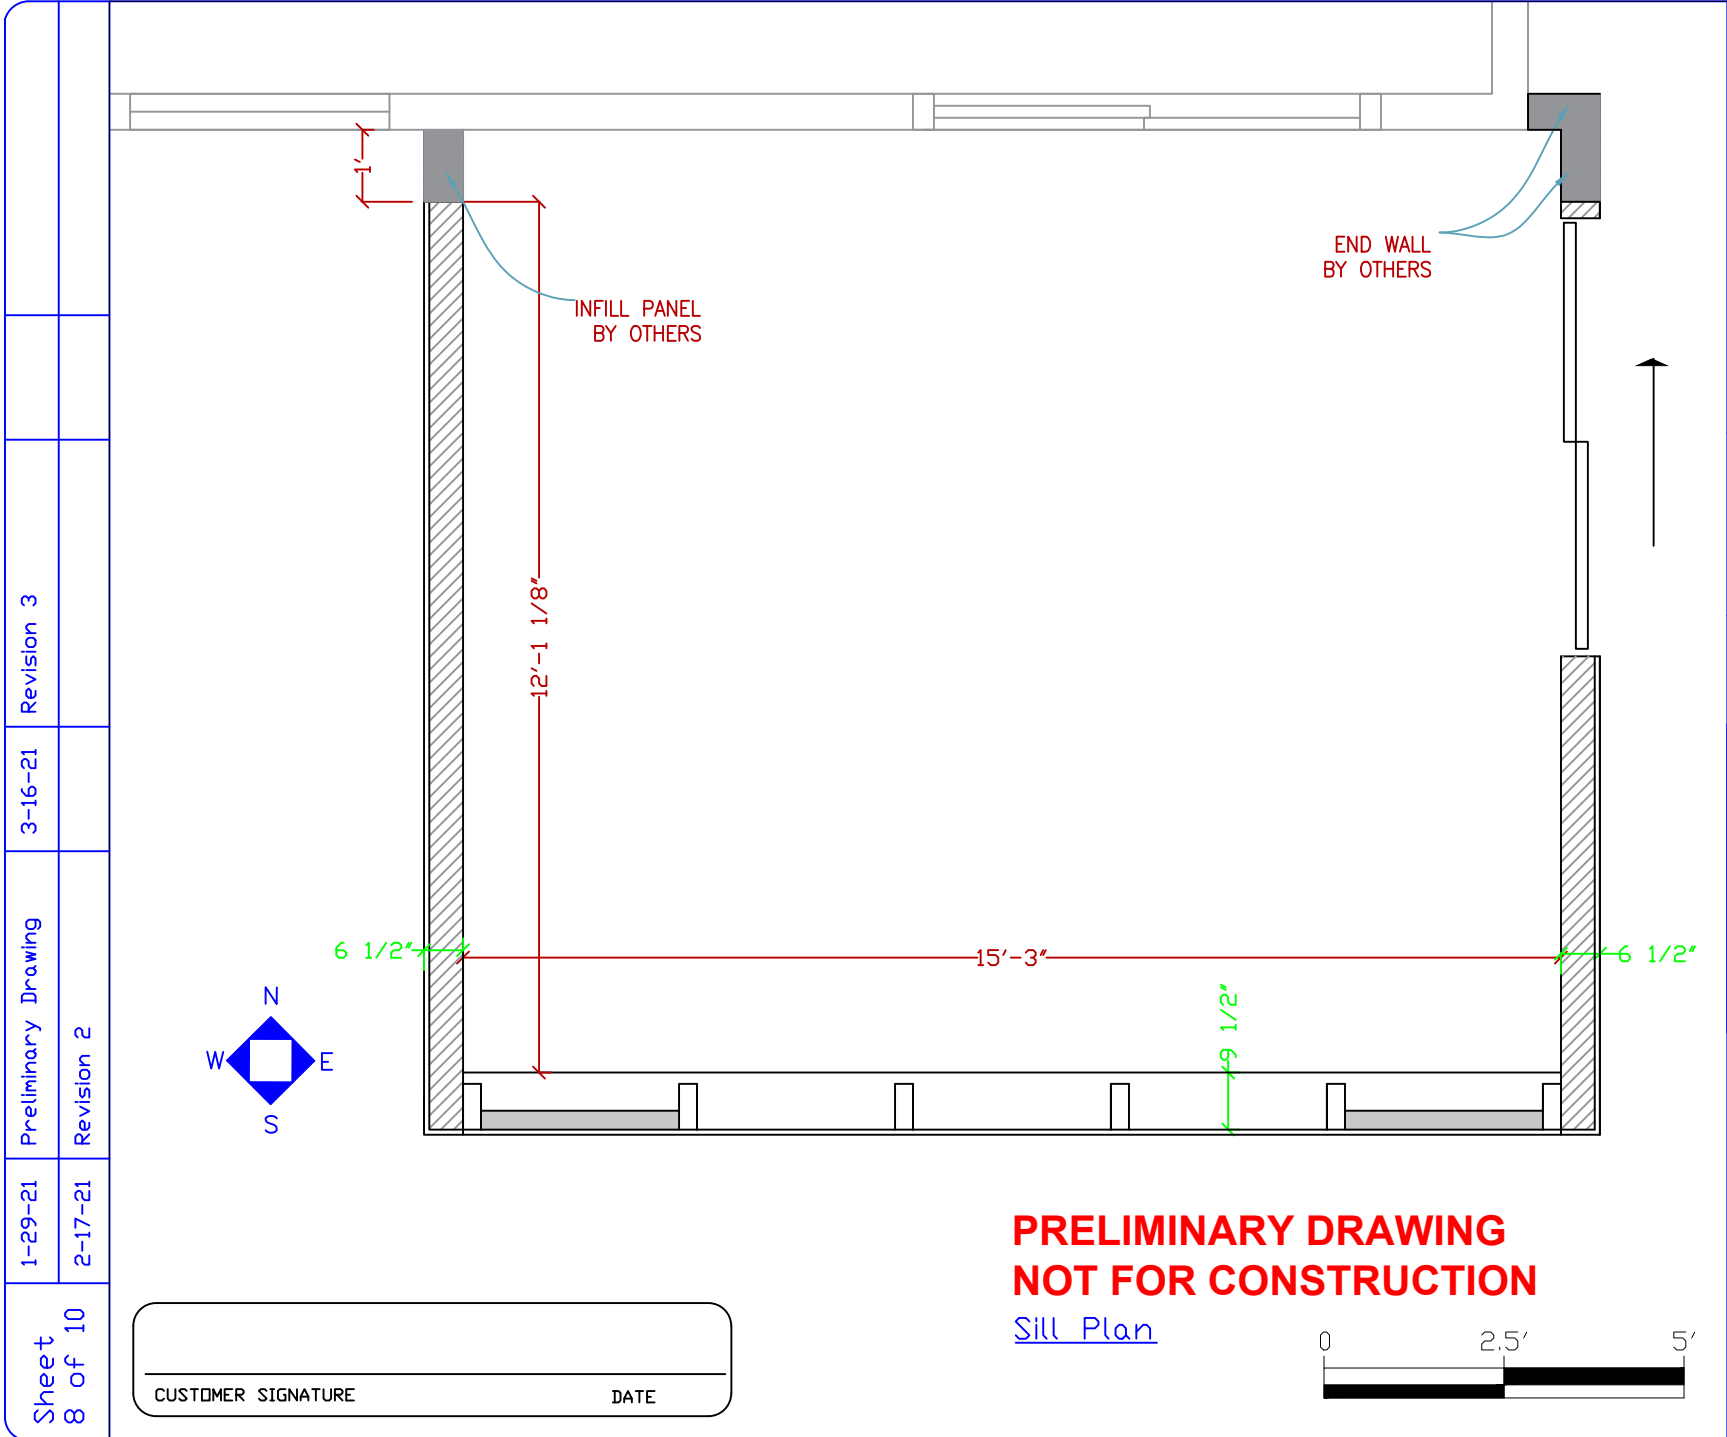 1'
INFILL PANEL
BY OTHERS
END WALL
BY OTHERS
12'-1 1/8"
6 1/2"
15'-3"
6 1/2"
9 1/2"
N
W
E
S
PRELIMINARY DRAWING
NOT FOR CONSTRUCTION
Sill Plan
0 2.5' 5'
CUSTOMER SIGNATURE DATE
Sheet
8 of 10
1-29-21 Preliminary Drawing 3-16-21 Revision 3
2-17-21 Revision 2